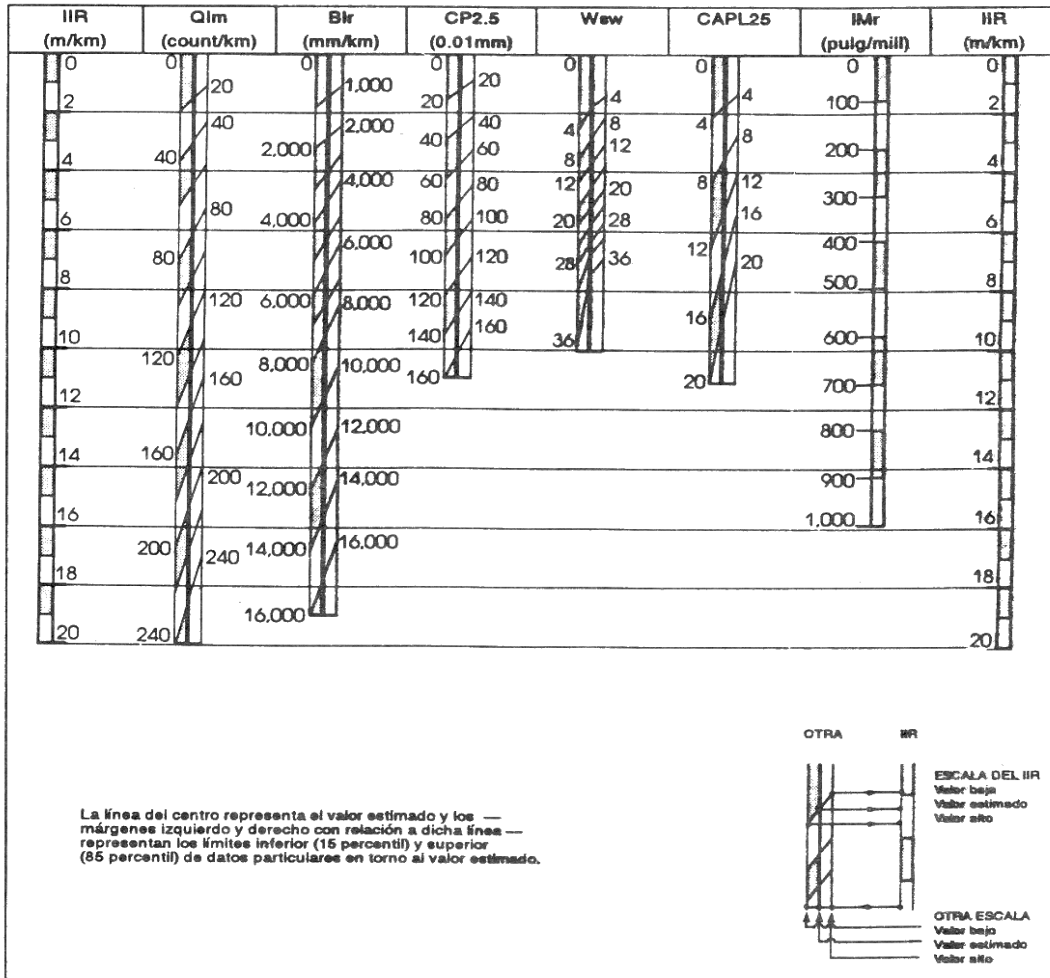 IIR QIm BIr CP2.5 Wsw CAPL25 IMr IIR
(m/km) (count/km) (mm/km) (0.01mm) (pulg/mill) (m/km)
0 0 0 0 0 0 0 0
20 1,000 20 4 4 100
2 20 4 4 2
40 2,000 40 8 8
40 2,000 40 60 8 12 200
4 4
4,000 60 80 12 20 8 12 300
80 4,000 80 100 20 28 16
6 6
6,000 12 400
80 100 120 28 36 20
8 6,000 8,000 120 140 500 8
120 140 160 16
10 120 8,000 10,000 36 600 10
160 160 20 700
12 10,000 12,000 800 12
160
14 200 12,000 14,000 900 14
16 1,000 16
200 240 14,000 16,000
18 16,000 18
20 240 20
OTRA IIR
ESCALA DEL IIR
Valor bajo
Valor estimado
Valor alto
La línea del centro representa el valor estimado y los —
márgenes izquierdo y derecho con relación a dicha línea —
representan los límites inferior (15 percentil) y superior
(85 percentil) de datos particulares en torno al valor estimado.
OTRA ESCALA
Valor bajo
Valor estimado
Valor alto